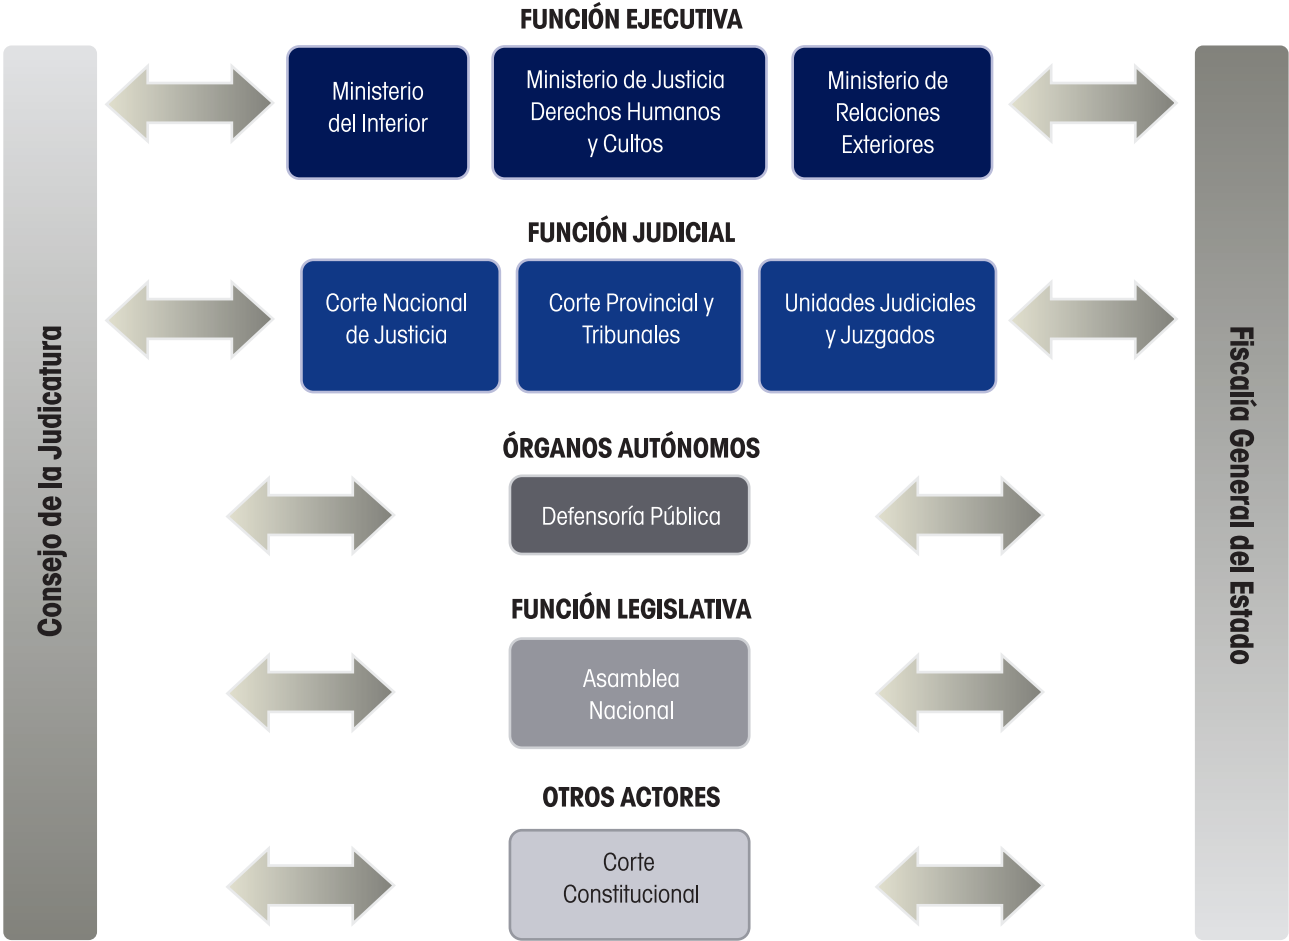 FUNCIÓN EJECUTIVA
Ministerio
del Interior
Ministerio de Justicia
Derechos Humanos
y Cultos
Ministerio de
Relaciones
Exteriores
FUNCIÓN JUDICIAL
Corte Nacional
de Justicia
Corte Provincial y
Tribunales
Unidades Judiciales
y Juzgados
Consejo de la Judicatura
Fiscalía General del Estado
ÓRGANOS AUTÓNOMOS
Defensoría Pública
FUNCIÓN LEGISLATIVA
Asamblea
Nacional
OTROS ACTORES
Corte
Constitucional